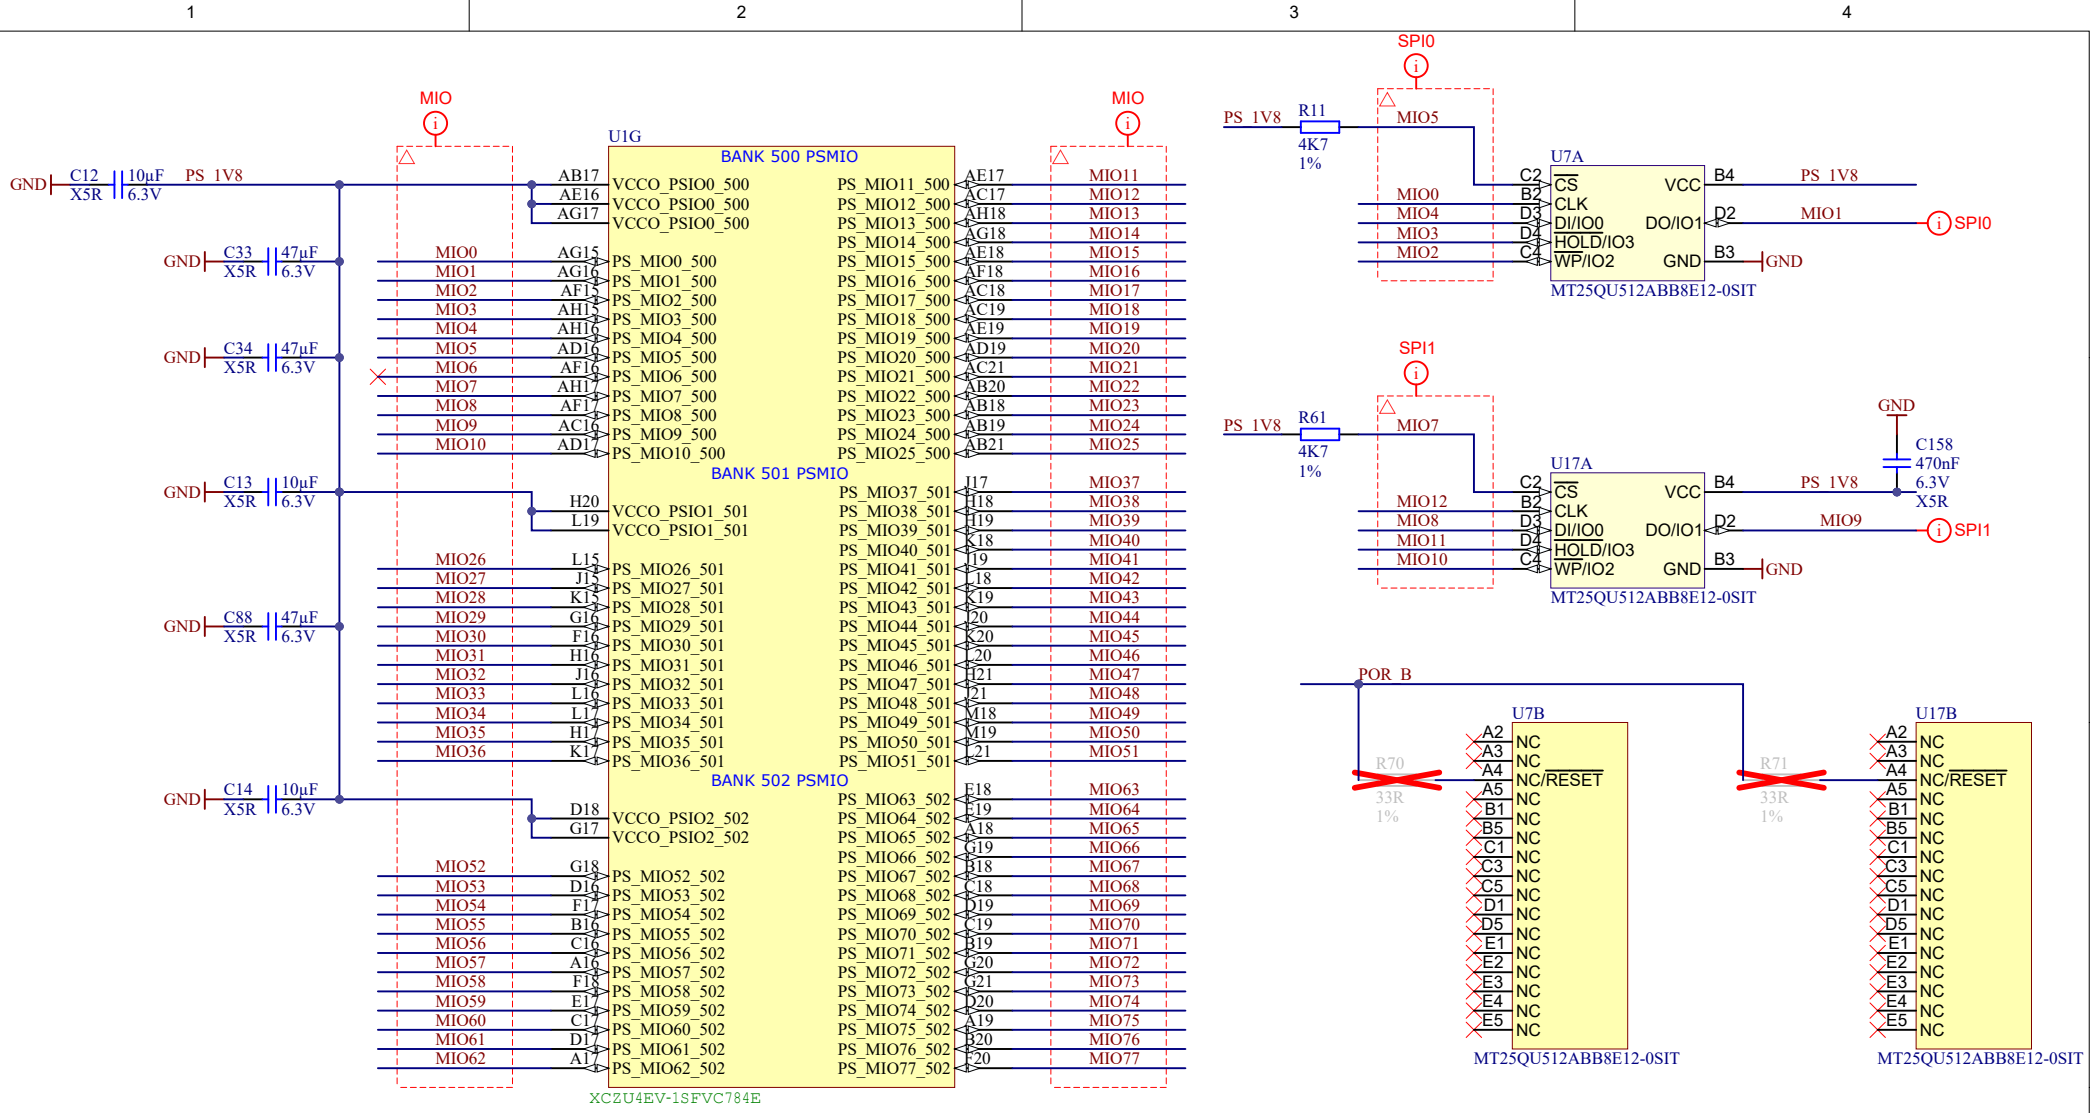 1 2 3 4
MIO
MIO
SPI0
U1G
BANK 500 PSMIO
GND C12 10µF PS_1V8
X5R 6.3V
AB17 VCCO_PSIO0_500
AE16 VCCO_PSIO0_500
AG17 VCCO_PSIO0_500
GND C33 47µF
X5R 6.3V
MIO0 AG15 PS_MIO0_500
MIO1 AG16 PS_MIO1_500
MIO2 AF15 PS_MIO2_500
MIO3 AH15 PS_MIO3_500
MIO4 AH16 PS_MIO4_500
MIO5 AD16 PS_MIO5_500
MIO6 AF16 PS_MIO6_500
MIO7 AH17 PS_MIO7_500
MIO8 AF17 PS_MIO8_500
MIO9 AC16 PS_MIO9_500
MIO10 AD17 PS_MIO10_500
GND C34 47µF
X5R 6.3V
PS_MIO11_500 AE17 MIO11
PS_MIO12_500 AC17 MIO12
PS_MIO13_500 AH18 MIO13
PS_MIO14_500 AG18 MIO14
PS_MIO15_500 AE18 MIO15
PS_MIO16_500 AF18 MIO16
PS_MIO17_500 AC18 MIO17
PS_MIO18_500 AC19 MIO18
PS_MIO19_500 AE19 MIO19
PS_MIO20_500 AD19 MIO20
PS_MIO21_500 AC21 MIO21
PS_MIO22_500 AB20 MIO22
PS_MIO23_500 AB18 MIO23
PS_MIO24_500 AB19 MIO24
PS_MIO25_500 AB21 MIO25
BANK 501 PSMIO
GND C13 10µF
X5R 6.3V
H20 VCCO_PSIO1_501
L19 VCCO_PSIO1_501
MIO26 L15 PS_MIO26_501
MIO27 J15 PS_MIO27_501
MIO28 K15 PS_MIO28_501
MIO29 G16 PS_MIO29_501
MIO30 F16 PS_MIO30_501
MIO31 H16 PS_MIO31_501
MIO32 J16 PS_MIO32_501
MIO33 L16 PS_MIO33_501
MIO34 L17 PS_MIO34_501
MIO35 H17 PS_MIO35_501
MIO36 K17 PS_MIO36_501
GND C88 47µF
X5R 6.3V
PS_MIO37_501 J17 MIO37
PS_MIO38_501 H18 MIO38
PS_MIO39_501 H19 MIO39
PS_MIO40_501 K18 MIO40
PS_MIO41_501 J19 MIO41
PS_MIO42_501 L18 MIO42
PS_MIO43_501 K19 MIO43
PS_MIO44_501 J20 MIO44
PS_MIO45_501 K20 MIO45
PS_MIO46_501 L20 MIO46
PS_MIO47_501 H21 MIO47
PS_MIO48_501 J21 MIO48
PS_MIO49_501 M18 MIO49
PS_MIO50_501 M19 MIO50
PS_MIO51_501 L21 MIO51
BANK 502 PSMIO
GND C14 10µF
X5R 6.3V
D18 VCCO_PSIO2_502
G17 VCCO_PSIO2_502
MIO52 G18 PS_MIO52_502
MIO53 D16 PS_MIO53_502
MIO54 F17 PS_MIO54_502
MIO55 B16 PS_MIO55_502
MIO56 C16 PS_MIO56_502
MIO57 A16 PS_MIO57_502
MIO58 F18 PS_MIO58_502
MIO59 E17 PS_MIO59_502
MIO60 C17 PS_MIO60_502
MIO61 D17 PS_MIO61_502
MIO62 A17 PS_MIO62_502
PS_MIO63_502 E18 MIO63
PS_MIO64_502 E19 MIO64
PS_MIO65_502 A18 MIO65
PS_MIO66_502 G19 MIO66
PS_MIO67_502 B18 MIO67
PS_MIO68_502 C18 MIO68
PS_MIO69_502 D19 MIO69
PS_MIO70_502 C19 MIO70
PS_MIO71_502 B19 MIO71
PS_MIO72_502 G20 MIO72
PS_MIO73_502 G21 MIO73
PS_MIO74_502 D20 MIO74
PS_MIO75_502 A19 MIO75
PS_MIO76_502 B20 MIO76
PS_MIO77_502 F20 MIO77
XCZU4EV-1SFVC784E
PS_1V8 R11 MIO5
4K7
1%
U7A
C2 CS VCC B4 PS_1V8
MIO0 B2 CLK
MIO4 D3 DI/IO0 DO/IO1 D2 MIO1 SPI0
MIO3 D4 HOLD/IO3
MIO2 C4 WP/IO2 GND B3 GND
MT25QU512ABB8E12-0SIT
SPI1
PS_1V8 R61 MIO7
4K7
1%
GND
C158
470nF
6.3V
X5R
U17A
C2 CS VCC B4 PS_1V8
MIO12 B2 CLK
MIO8 D3 DI/IO0 DO/IO1 D2 MIO9 SPI1
MIO11 D4 HOLD/IO3
MIO10 C4 WP/IO2 GND B3 GND
MT25QU512ABB8E12-0SIT
POR_B
R70
33R
1%
U7B
A2 NC
A3 NC
A4 NC/RESET
A5 NC
B1 NC
B5 NC
C1 NC
C3 NC
C5 NC
D1 NC
D5 NC
E1 NC
E2 NC
E3 NC
E4 NC
E5 NC
MT25QU512ABB8E12-0SIT
R71
33R
1%
U17B
A2 NC
A3 NC
A4 NC/RESET
A5 NC
B1 NC
B5 NC
C1 NC
C3 NC
C5 NC
D1 NC
D5 NC
E1 NC
E2 NC
E3 NC
E4 NC
E5 NC
MT25QU512ABB8E12-0SIT